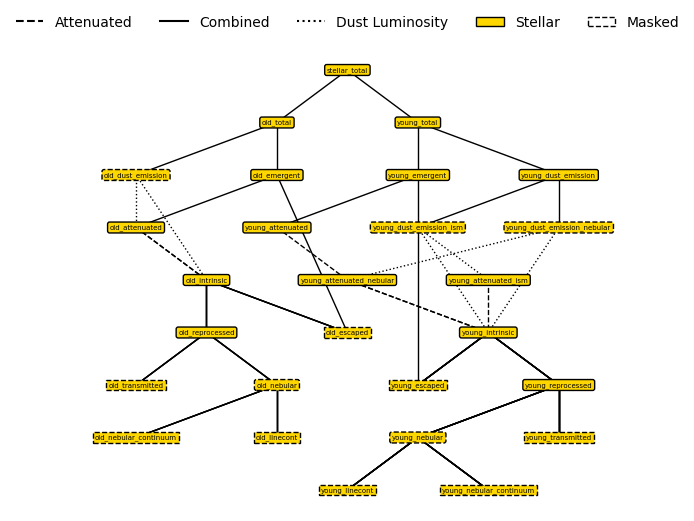 Attenuated Combined Dust Luminosity Stellar Masked
stellar_total
old_total young_total
old_dust_emission old_emergent young_emergent young_dust_emission
old_attenuated young_attenuated young_dust_emission_ism young_dust_emission_nebular
old_intrinsic young_attenuated_nebular young_attenuated_ism
old_reprocessed old_escaped young_intrinsic
old_transmitted old_nebular young_escaped young_reprocessed
old_nebular_continuum old_linecont young_nebular young_transmitted
young_linecont young_nebular_continuum